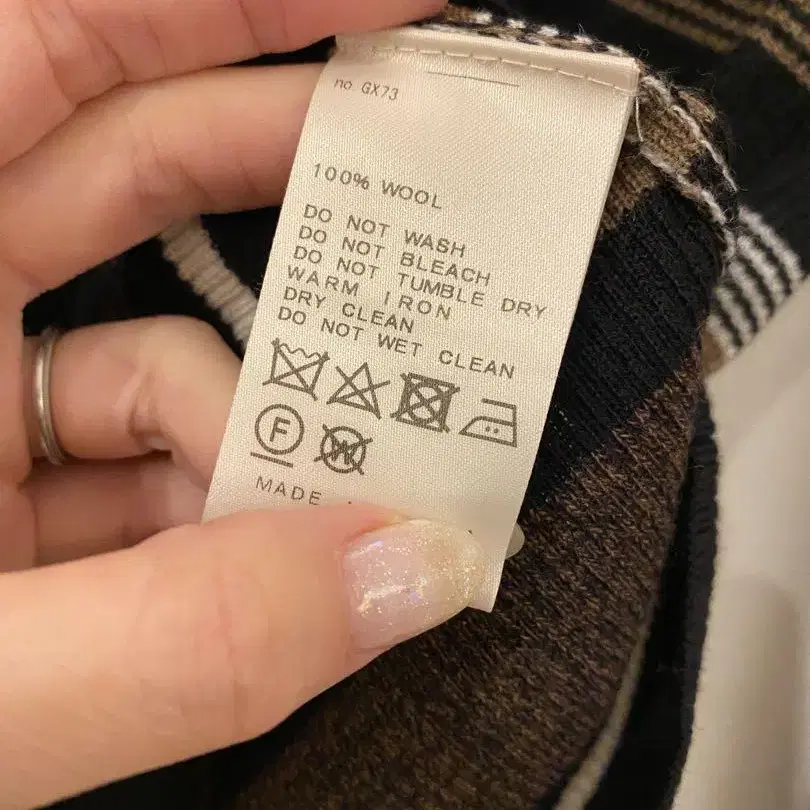 no. GX73
100% WOOL
DO NOT WASH
DO NOT BLEACH
DO NOT TUMBLE DRY
WARM IRON
DRY CLEAN
DO NOT WET CLEAN
F W
MADE